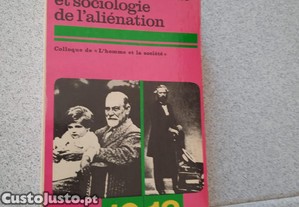 et sociologie
de l'aliénation
Colloque de « L'homme et la société »
10 18
CustoJusto.pt